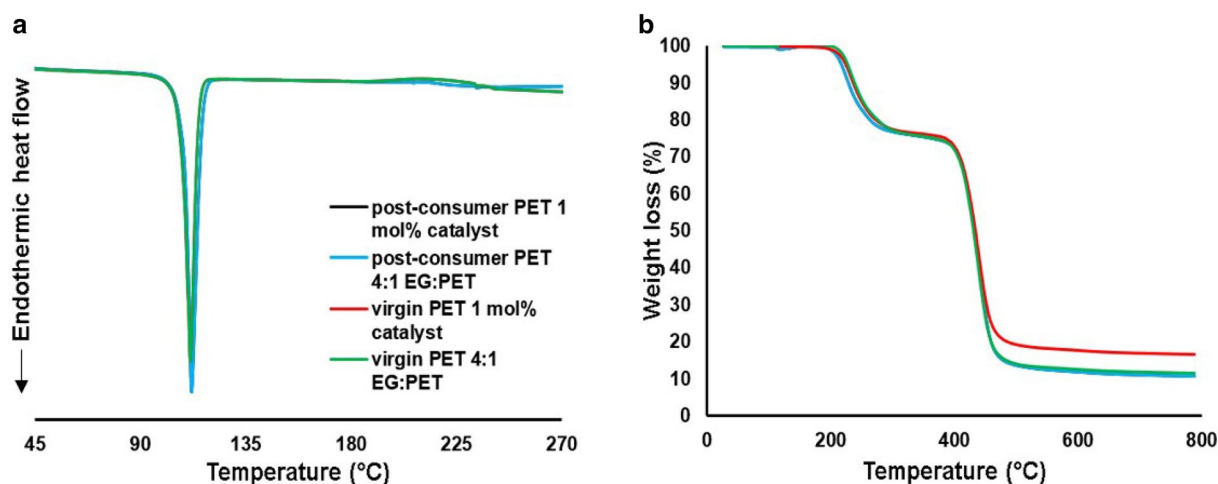 a
Endothermic heat flow
post-consumer PET 1
mol% catalyst
post-consumer PET
4:1 EG:PET
virgin PET 1 mol%
catalyst
virgin PET 4:1
EG:PET
45 90 135 180 225 270
Temperature (°C)
b
Weight loss (%)
100
90
80
70
60
50
40
30
20
10
0
0 200 400 600 800
Temperature (°C)